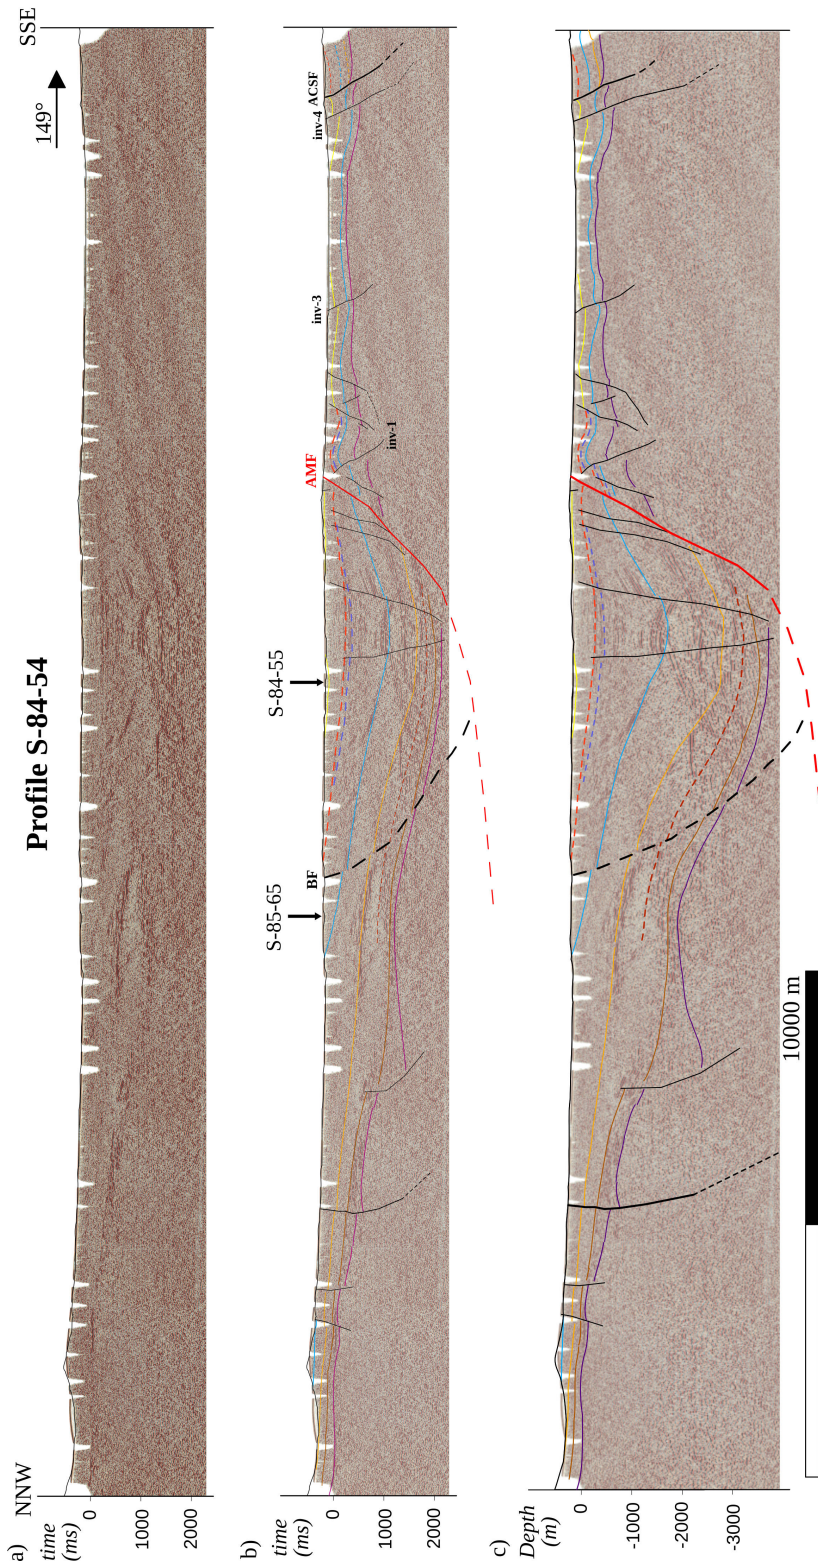 Profile S-84-54
a)
NNW
SSE
149°
time
(ms)
0
1000
2000
b)
S-85-65
S-84-55
BF
AMF
inv-1
inv-3
inv-4
ACSF
time
(ms)
0
1000
2000
c)
Depth
(m)
0
-1000
-2000
-3000
10000 m